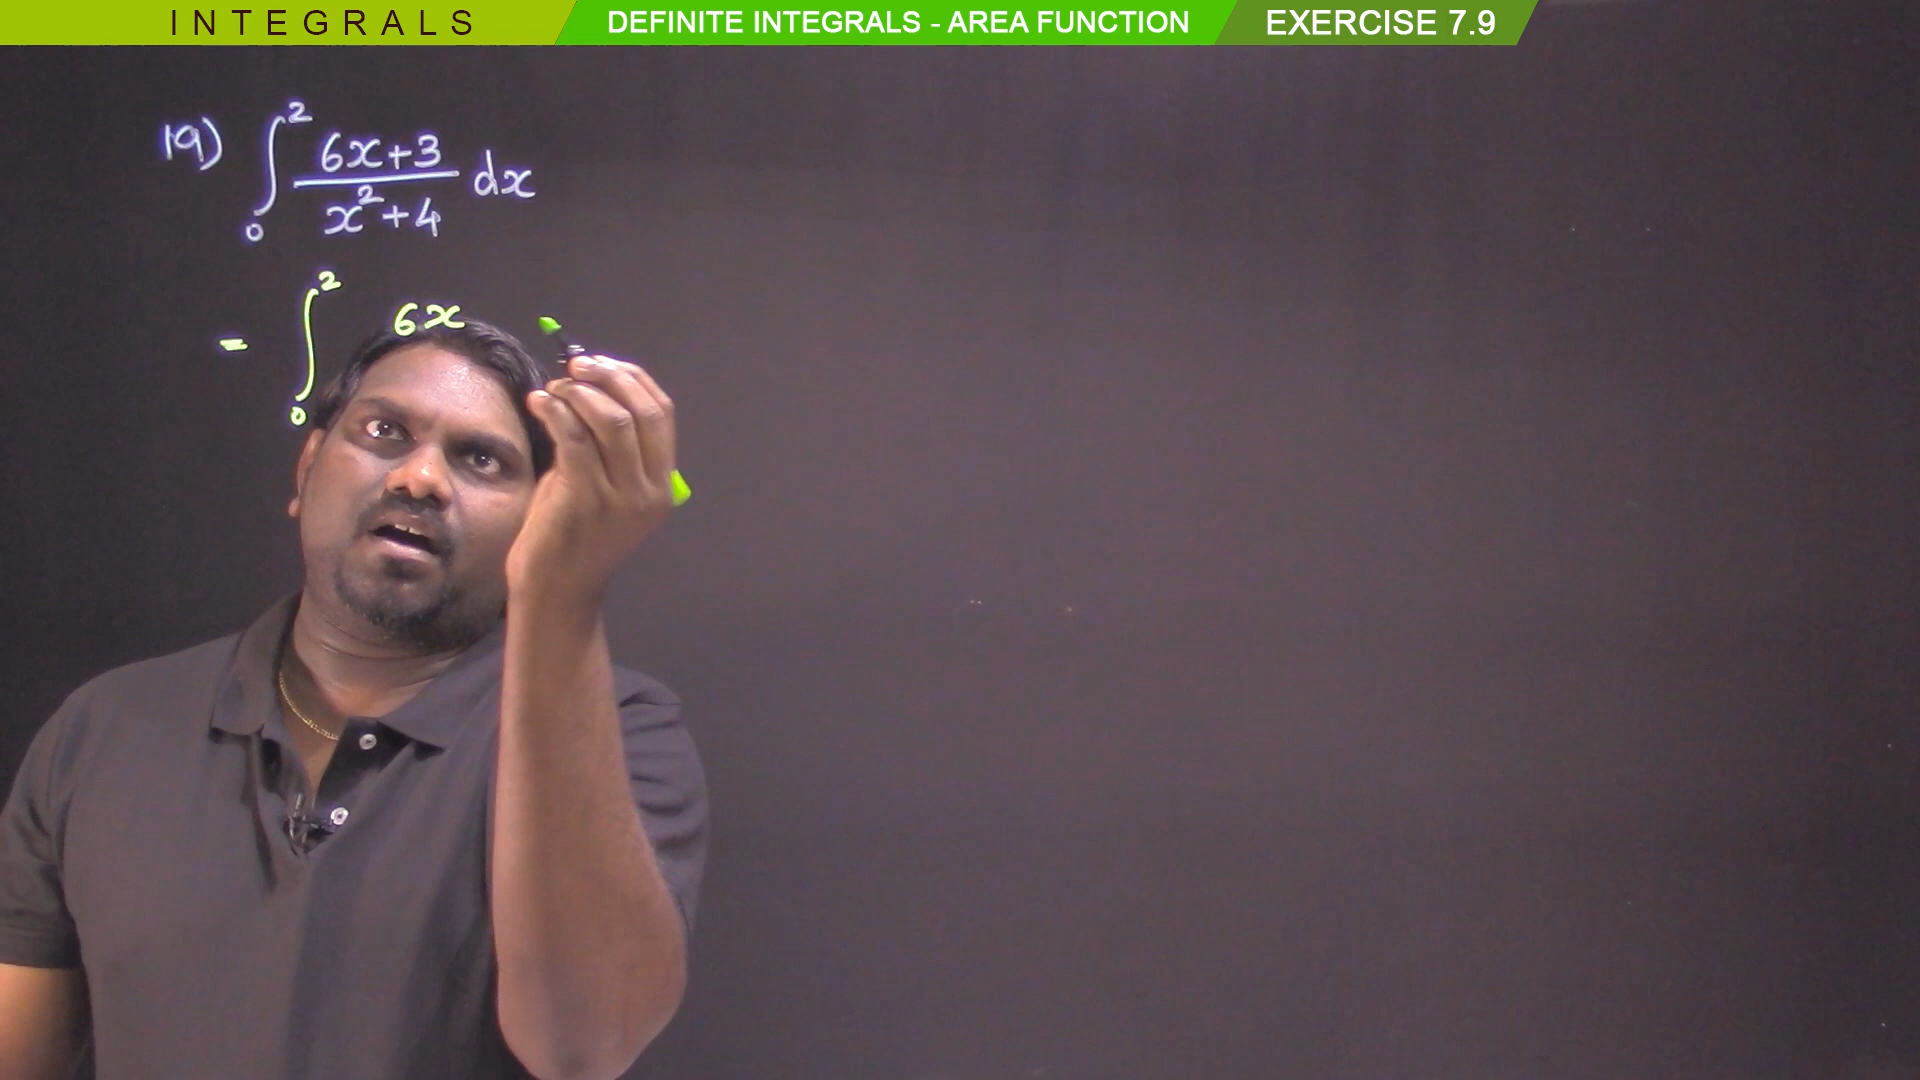 INTEGRALS DEFINITE INTEGRALS - AREA FUNCTION EXERCISE 7.9
19) ∫₀² (6x+3)/(x²+4) dx
= ∫₀² 6x